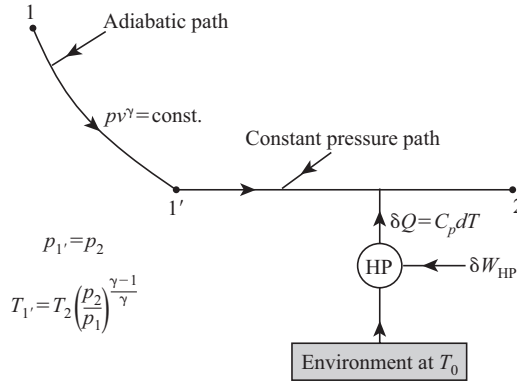 1
Adiabatic path
pv^γ = const.
Constant pressure path
1′
2
δQ = C_p dT
p_1′ = p_2
HP
δW_HP
T_1′ = T_2 (p_2/p_1)^((γ−1)/γ)
Environment at T_0